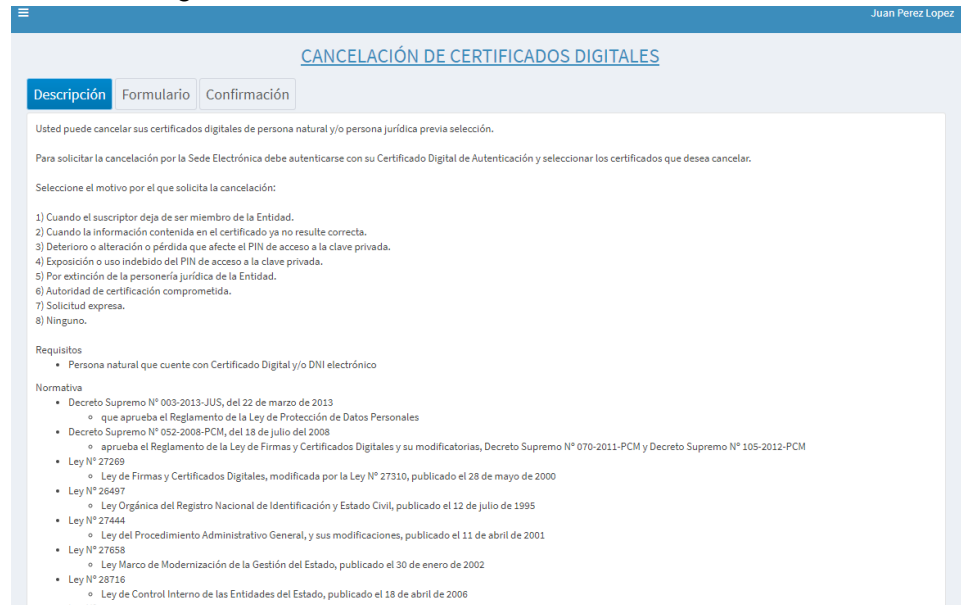 Juan Perez Lopez
CANCELACIÓN DE CERTIFICADOS DIGITALES
Descripción Formulario Confirmación
Usted puede cancelar sus certificados digitales de persona natural y/o persona jurídica previa selección.
Para solicitar la cancelación por la Sede Electrónica debe autenticarse con su Certificado Digital de Autenticación y seleccionar los certificados que desea cancelar.
Seleccione el motivo por el que solicita la cancelación:
1) Cuando el suscriptor deja de ser miembro de la Entidad.
2) Cuando la información contenida en el certificado ya no resulte correcta.
3) Deterioro o alteración o pérdida que afecte el PIN de acceso a la clave privada.
4) Exposición o uso indebido del PIN de acceso a la clave privada.
5) Por extinción de la personería jurídica de la Entidad.
6) Autoridad de certificación comprometida.
7) Solicitud expresa.
8) Ninguno.
Requisitos
• Persona natural que cuente con Certificado Digital y/o DNI electrónico
Normativa
• Decreto Supremo N° 003-2013-JUS, del 22 de marzo de 2013
◦ que aprueba el Reglamento de la Ley de Protección de Datos Personales
• Decreto Supremo N° 052-2008-PCM, del 18 de julio del 2008
◦ aprueba el Reglamento de la Ley de Firmas y Certificados Digitales y su modificatorias, Decreto Supremo N° 070-2011-PCM y Decreto Supremo N° 105-2012-PCM
• Ley N° 27269
◦ Ley de Firmas y Certificados Digitales, modificada por la Ley N° 27310, publicado el 28 de mayo de 2000
• Ley N° 26497
◦ Ley Orgánica del Registro Nacional de Identificación y Estado Civil, publicado el 12 de julio de 1995
• Ley N° 27444
◦ Ley del Procedimiento Administrativo General, y sus modificaciones, publicado el 11 de abril de 2001
• Ley N° 27658
◦ Ley Marco de Modernización de la Gestión del Estado, publicado el 30 de enero de 2002
• Ley N° 28716
◦ Ley de Control Interno de las Entidades del Estado, publicado el 18 de abril de 2006